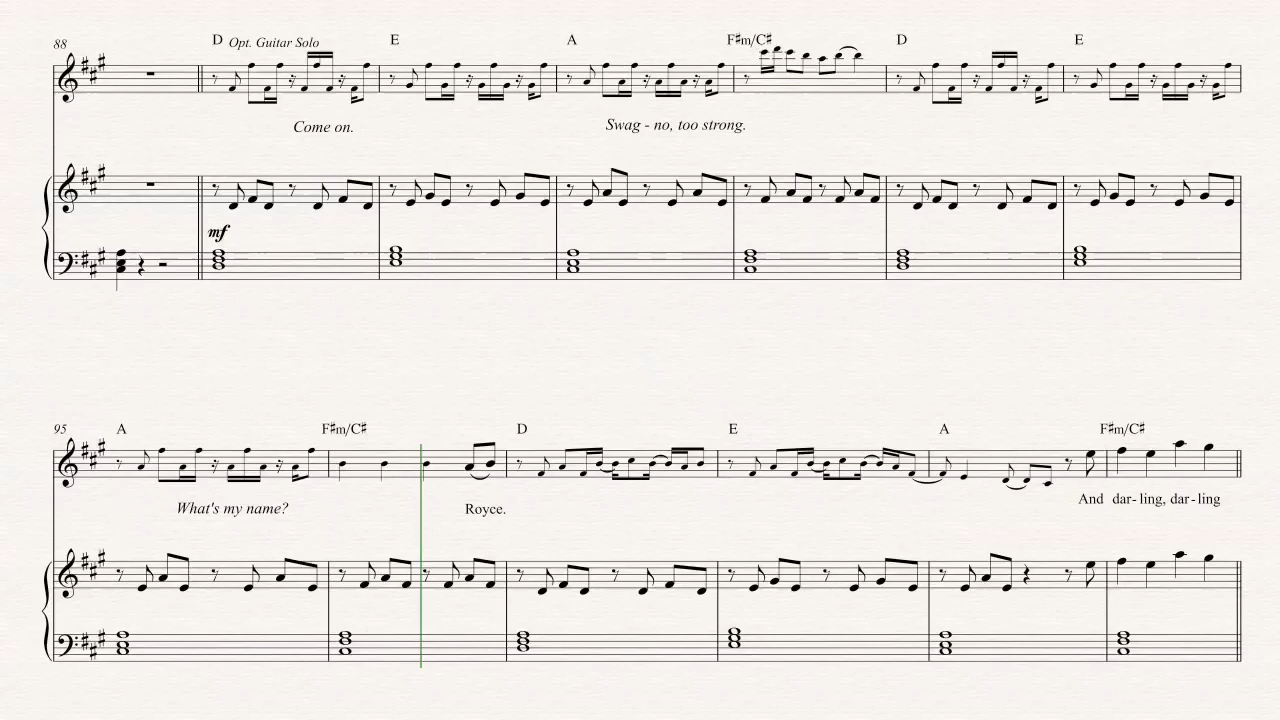 88 D Opt. Guitar Solo E A F♯m/C♯ D E
Come on. Swag - no, too strong.
mf
95 A F♯m/C♯ D E A F♯m/C♯
What's my name? Royce. And dar- ling, dar - ling